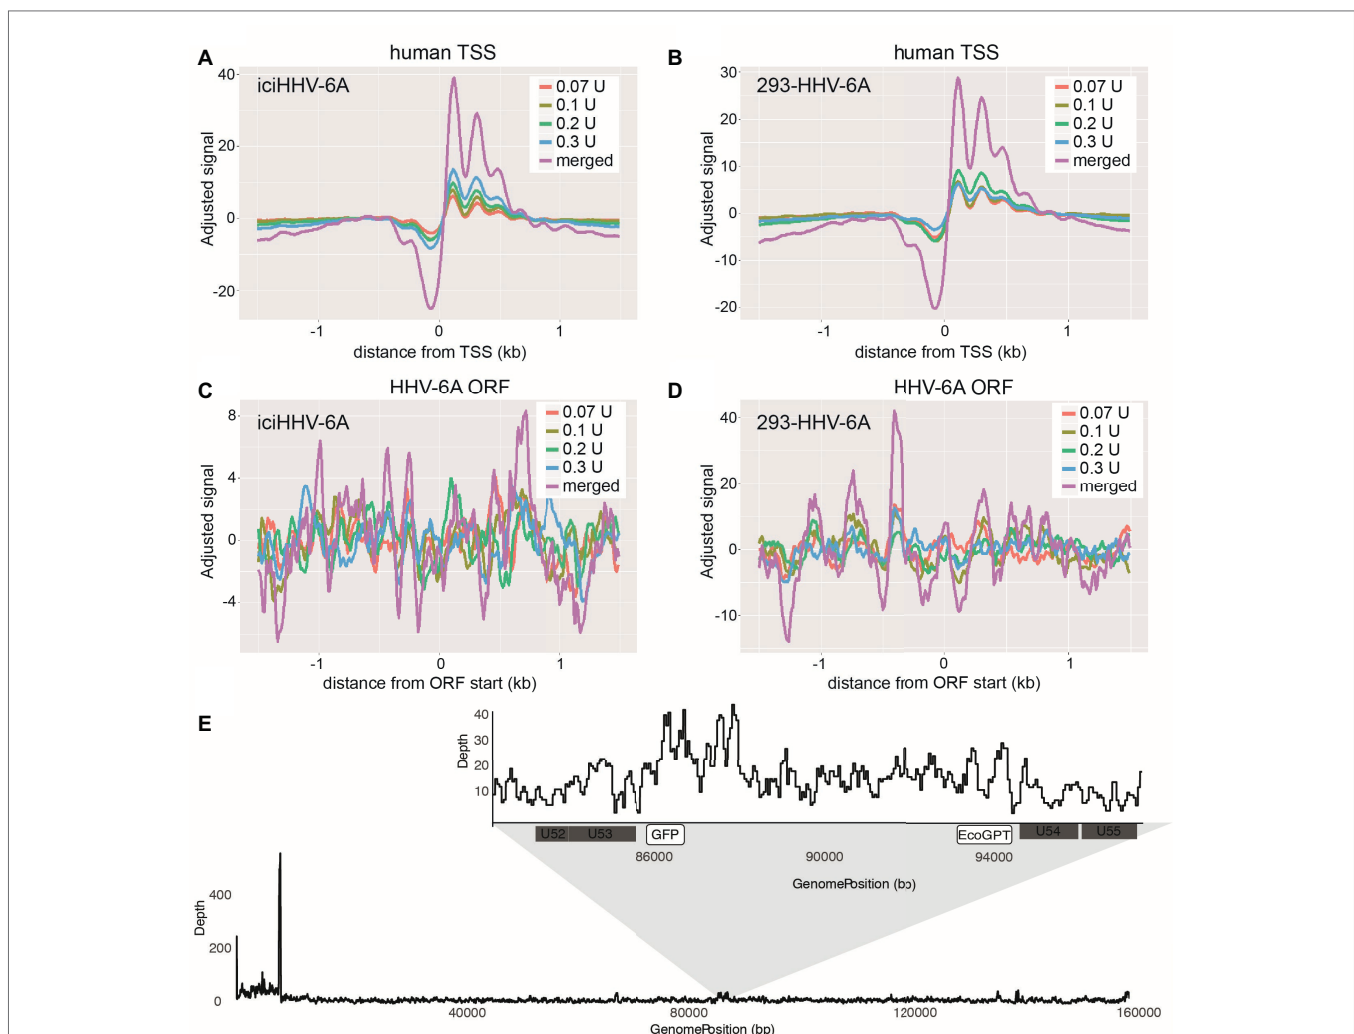 A
human TSS
iciHHV-6A
40
20
0
-20
Adjusted signal
0.07 U
0.1 U
0.2 U
0.3 U
merged
-1
0
1
distance from TSS (kb)
B
human TSS
293-HHV-6A
30
20
10
0
-10
-20
Adjusted signal
0.07 U
0.1 U
0.2 U
0.3 U
merged
-1
0
1
distance from TSS (kb)
C
HHV-6A ORF
iciHHV-6A
8
4
0
-4
Adjusted signal
0.07 U
0.1 U
0.2 U
0.3 U
merged
-1
0
1
distance from ORF start (kb)
D
HHV-6A ORF
293-HHV-6A
40
20
0
-10
Adjusted signal
0.07 U
0.1 U
0.2 U
0.3 U
merged
-1
0
1
distance from ORF start (kb)
E
40
30
20
10
Depth
U52
U53
GFP
EcoGPT
U54
U55
86000
90000
94000
GenomePosition (bp)
400
200
0
Depth
40000
80000
120000
160000
GenomePosition (bp)